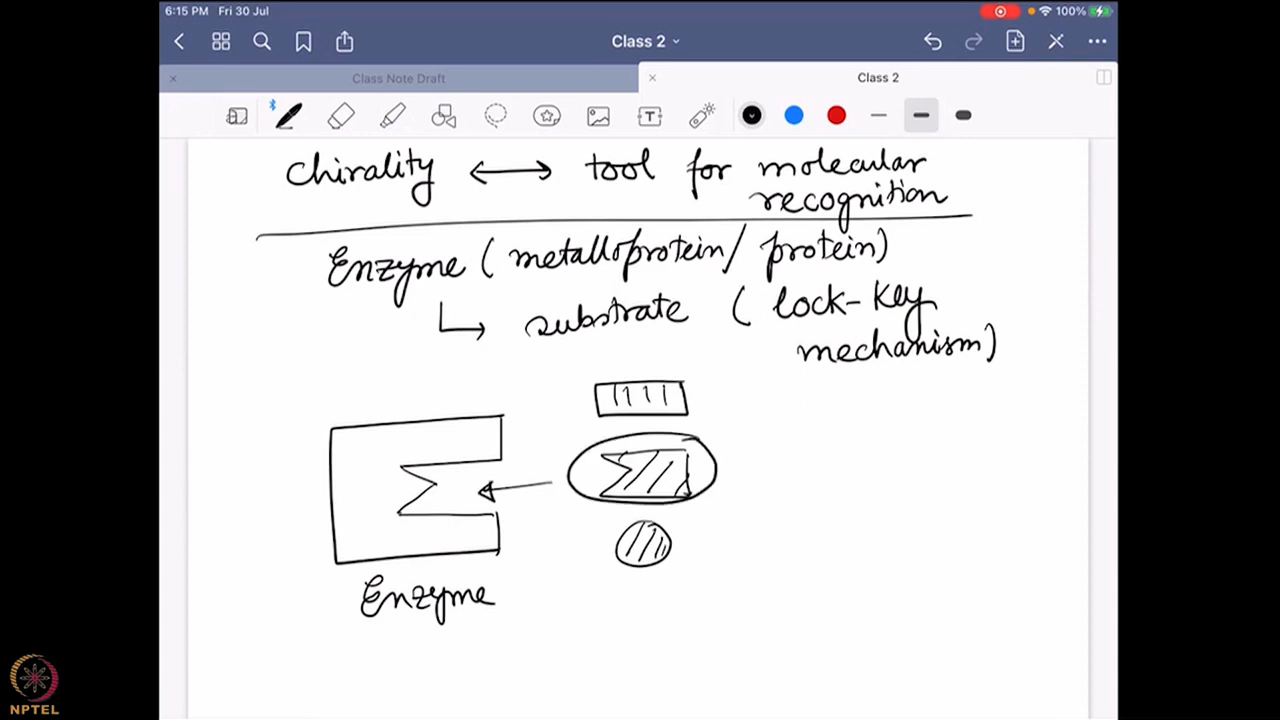 6:15 PM Fri 30 Jul
100%
Class 2
Class Note Draft
Class 2
T
Chirality ⟷ tool for molecular
recognition
Enzyme ( metalloprotein/ protein)
↳ substrate ( lock-key
mechanism)
Enzyme
NPTEL